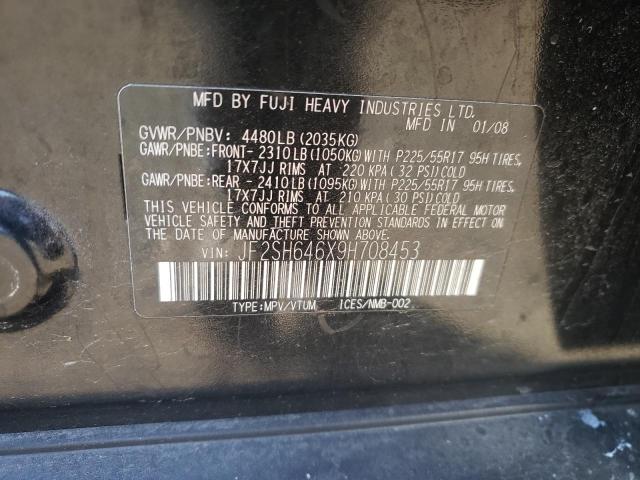 MFD BY FUJI HEAVY INDUSTRIES LTD.
MFD IN 01/08
GVWR/PNBV: 4480LB(2035KG)
GAWR/PNBE:FRONT-2310LB(1050KG)WITH P225/55R17 95H TIRES,
17X7JJ RIMS AT 220 KPA(32 PSI)COLD
GAWR/PNBE:REAR -2410LB(1095KG)WITH P225/55R17 95H TIRES,
17X7JJ RIMS AT 210 KPA(30 PSI)COLD
THIS VEHICLE CONFORMS TO ALL APPLICABLE FEDERAL MOTOR
VEHICLE SAFETY AND THEFT PREVENTION STANDARDS IN EFFECT
ON THE DATE OF MANUFACTURE SHOWN ABOVE.
VIN: JF2SH646X9H708453
TYPE:MPV/VTUM ICES/NMB-002